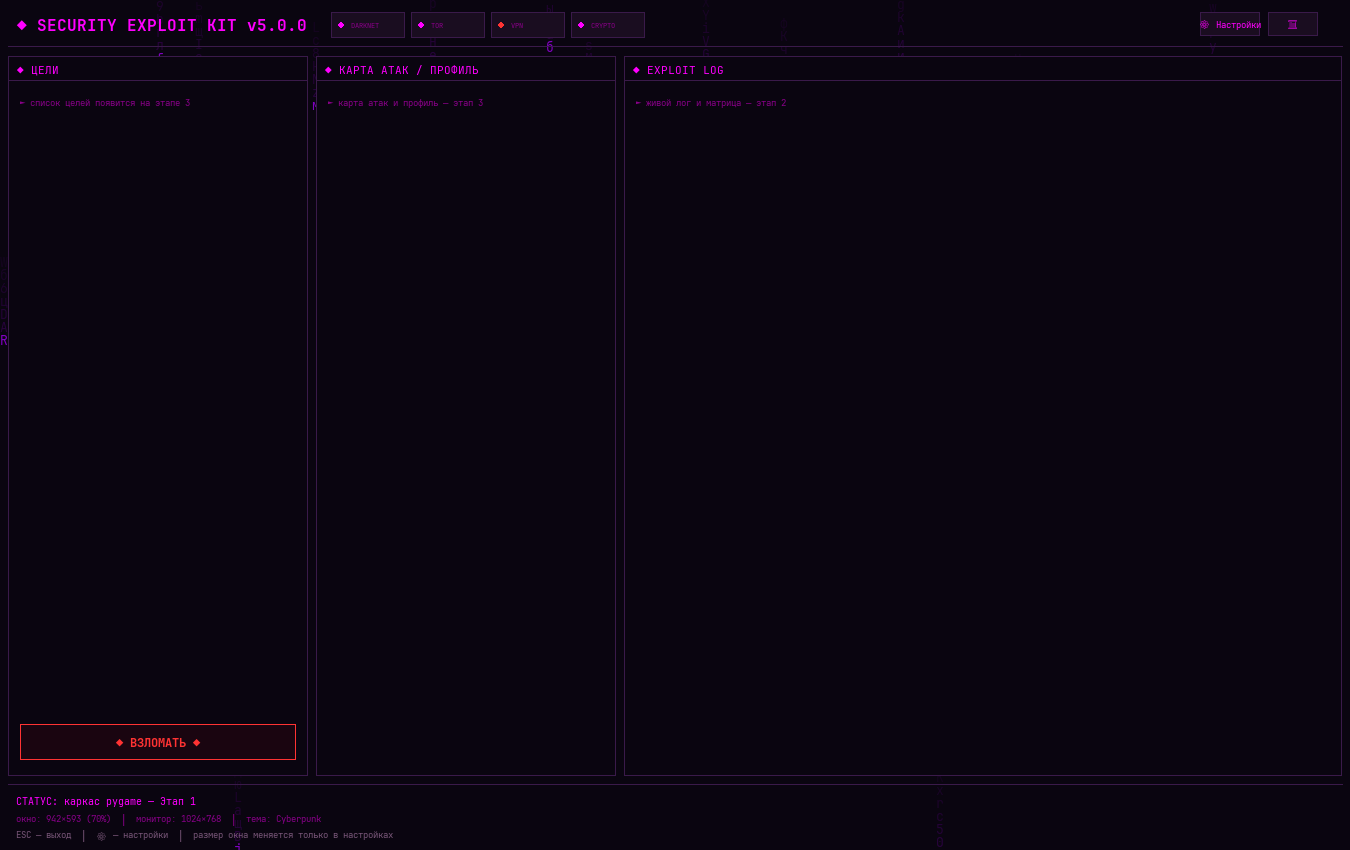 ◆ SECURITY EXPLOIT KIT v5.0.0
◆ DARKNET ◆ TOR ◆ VPN ◆ CRYPTO
Настройки
◆ ЦЕЛИ
← список целей появится на этапе 3
◆ ВЗЛОМАТЬ ◆
◆ КАРТА АТАК / ПРОФИЛЬ
← карта атак и профиль — этап 3
◆ EXPLOIT LOG
← живой лог и матрица — этап 2
СТАТУС: каркас pygame — Этап 1
окно: 942×593 (70%) | монитор: 1024×768 | тема: Cyberpunk
ESC — выход | ⚙ — настройки | размер окна меняется только в настройках